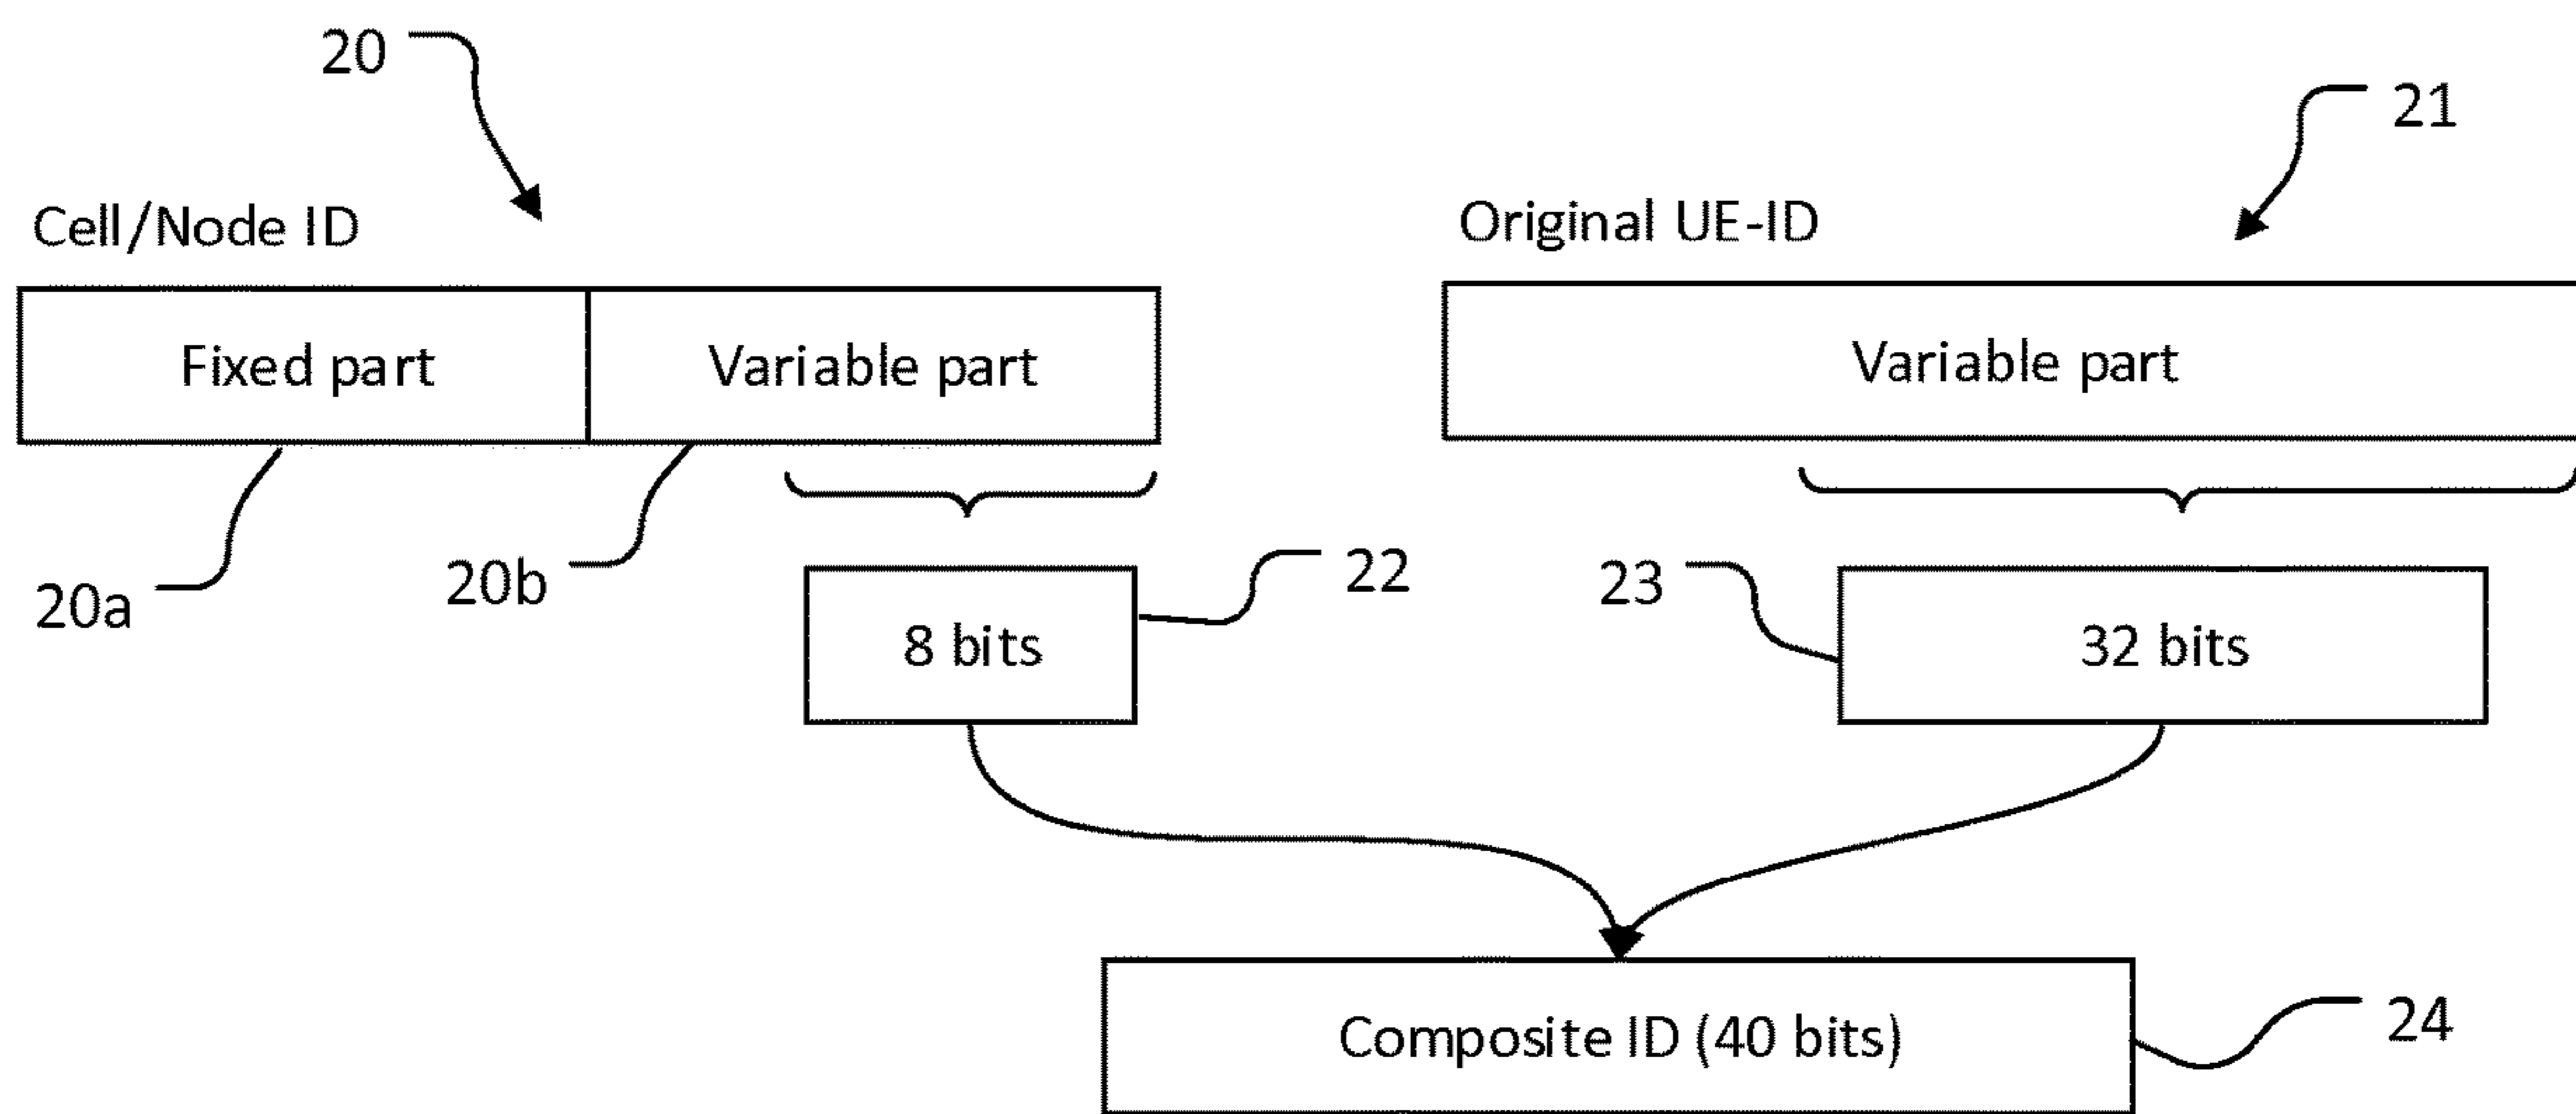 20
21
Cell/Node ID
Original UE-ID
Fixed part
Variable part
Variable part
20a
20b
22
23
8 bits
32 bits
Composite ID (40 bits)
24